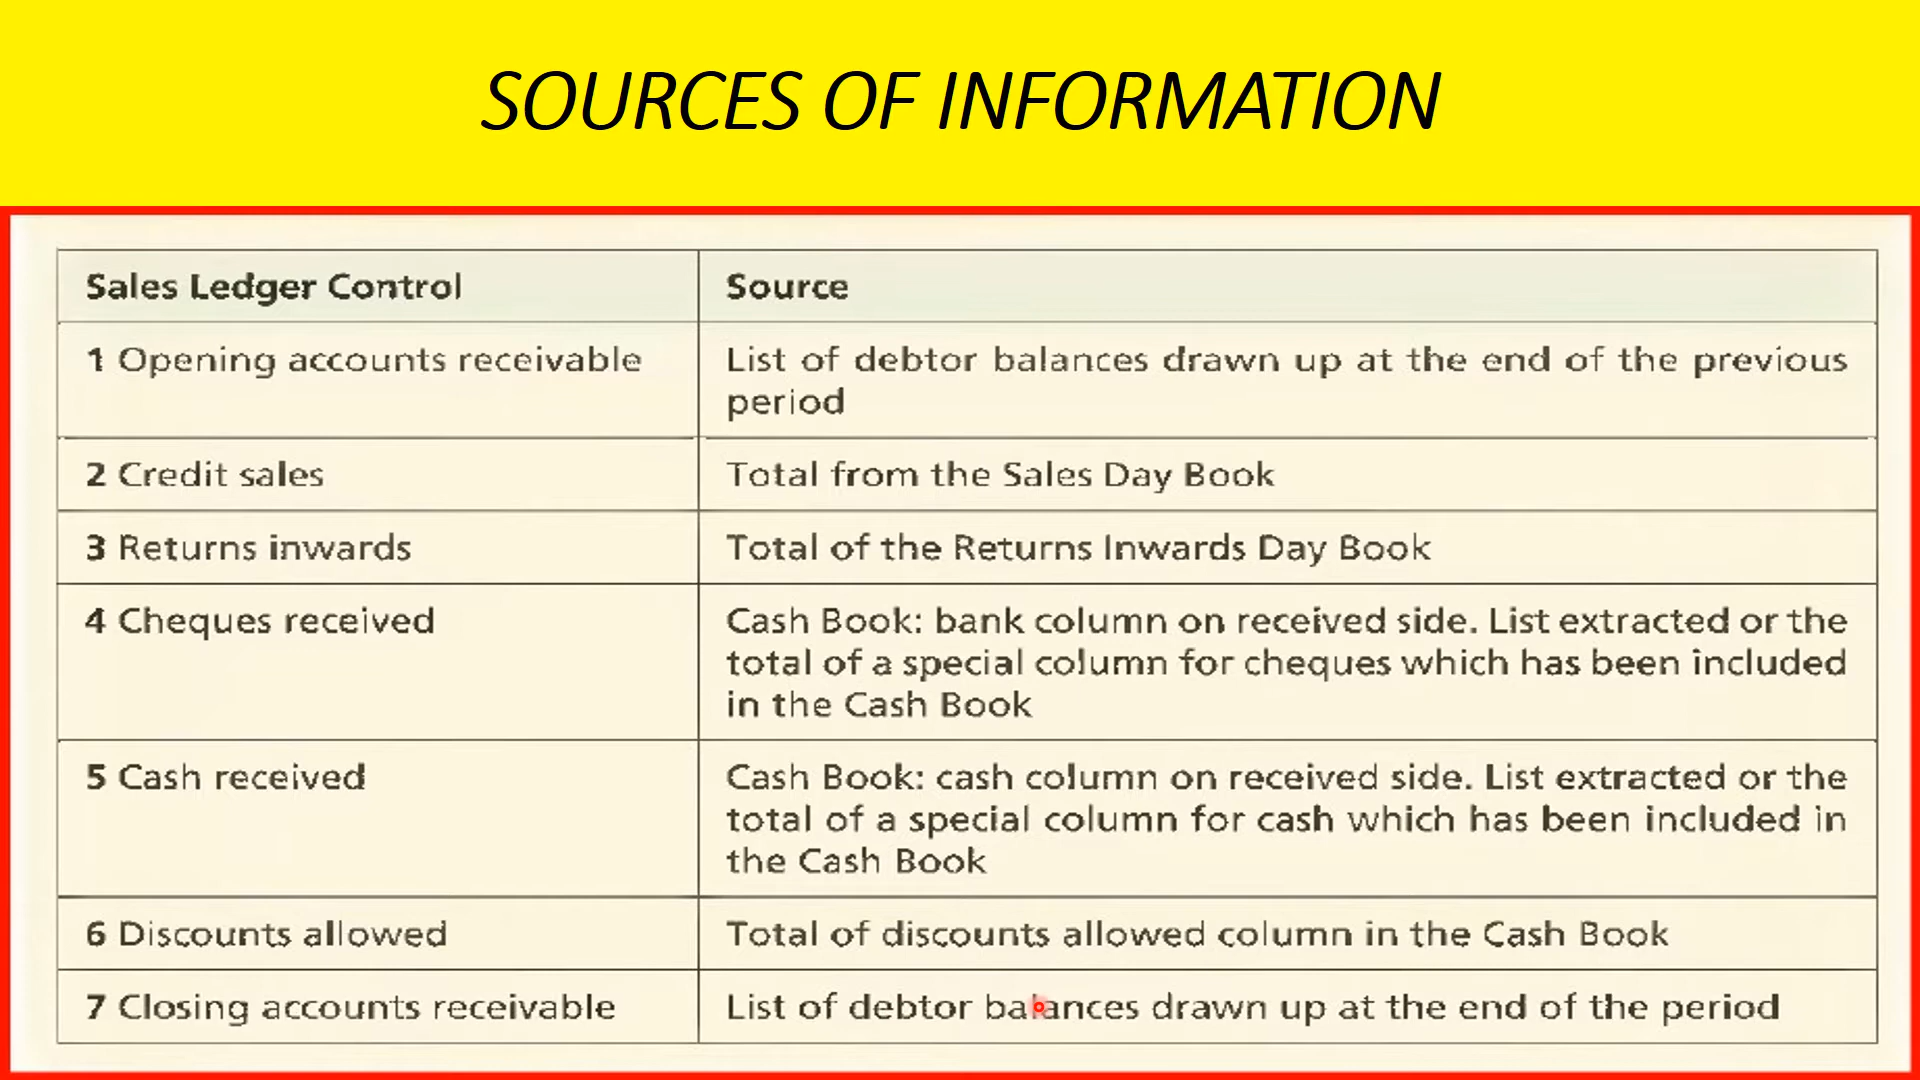 SOURCES OF INFORMATION
Sales Ledger Control
Source
1 Opening accounts receivable
List of debtor balances drawn up at the end of the previous
period
2 Credit sales
Total from the Sales Day Book
3 Returns inwards
Total of the Returns Inwards Day Book
4 Cheques received
Cash Book: bank column on received side. List extracted or the
total of a special column for cheques which has been included
in the Cash Book
5 Cash received
Cash Book: cash column on received side. List extracted or the
total of a special column for cash which has been included in
the Cash Book
6 Discounts allowed
Total of discounts allowed column in the Cash Book
7 Closing accounts receivable
List of debtor balances drawn up at the end of the period